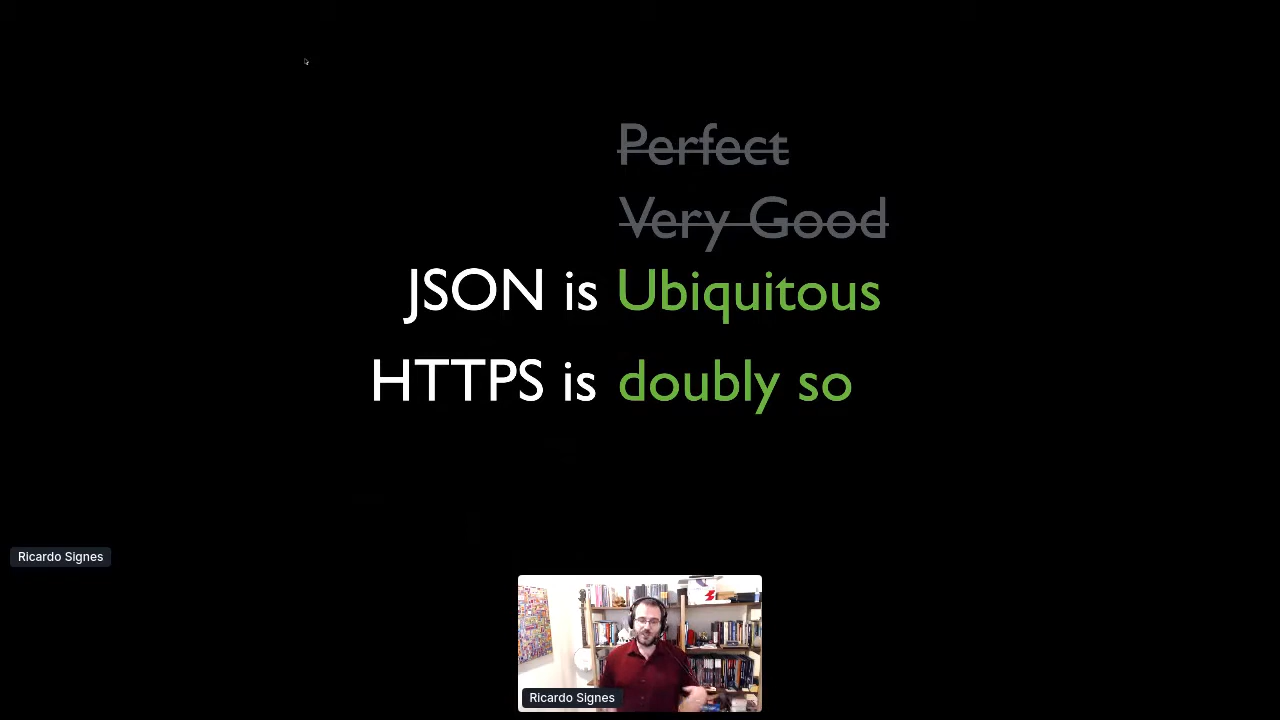 Perfect
Very Good
JSON is Ubiquitous
HTTPS is doubly so
Ricardo Signes
Ricardo Signes